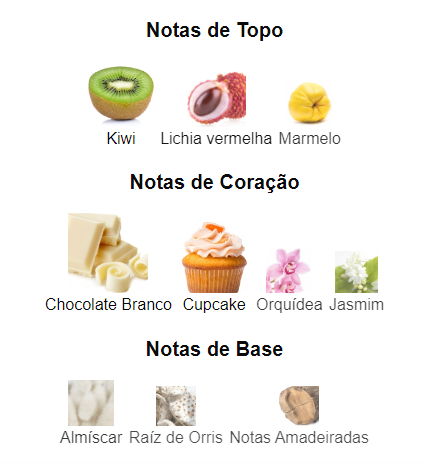 Notas de Topo
Kiwi Lichia vermelha Marmelo
Notas de Coração
Chocolate Branco Cupcake Orquídea Jasmim
Notas de Base
Almíscar Raíz de Orris Notas Amadeiradas